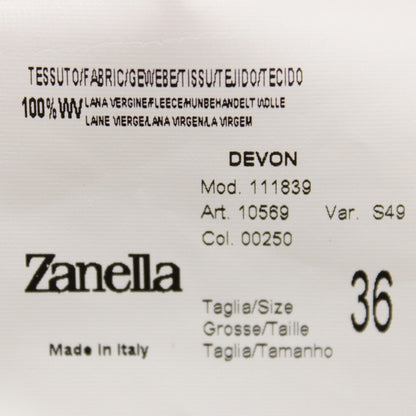 TESSUTO/FABRIC/GEWEBE/TISSU/TEJIDO/TECIDO
100% WV LANA VERGINE/FLEECE/HUNBEHANDELT WOLLE
LAINE VIERGE/LANA VIRGEN/LA VIRGEM
DEVON
Mod. 111839
Art. 10569 Var. S49
Col. 00250
Zanella
Made in Italy
Taglia/Size
Grosse/Taille
Taglia/Tamanho
36